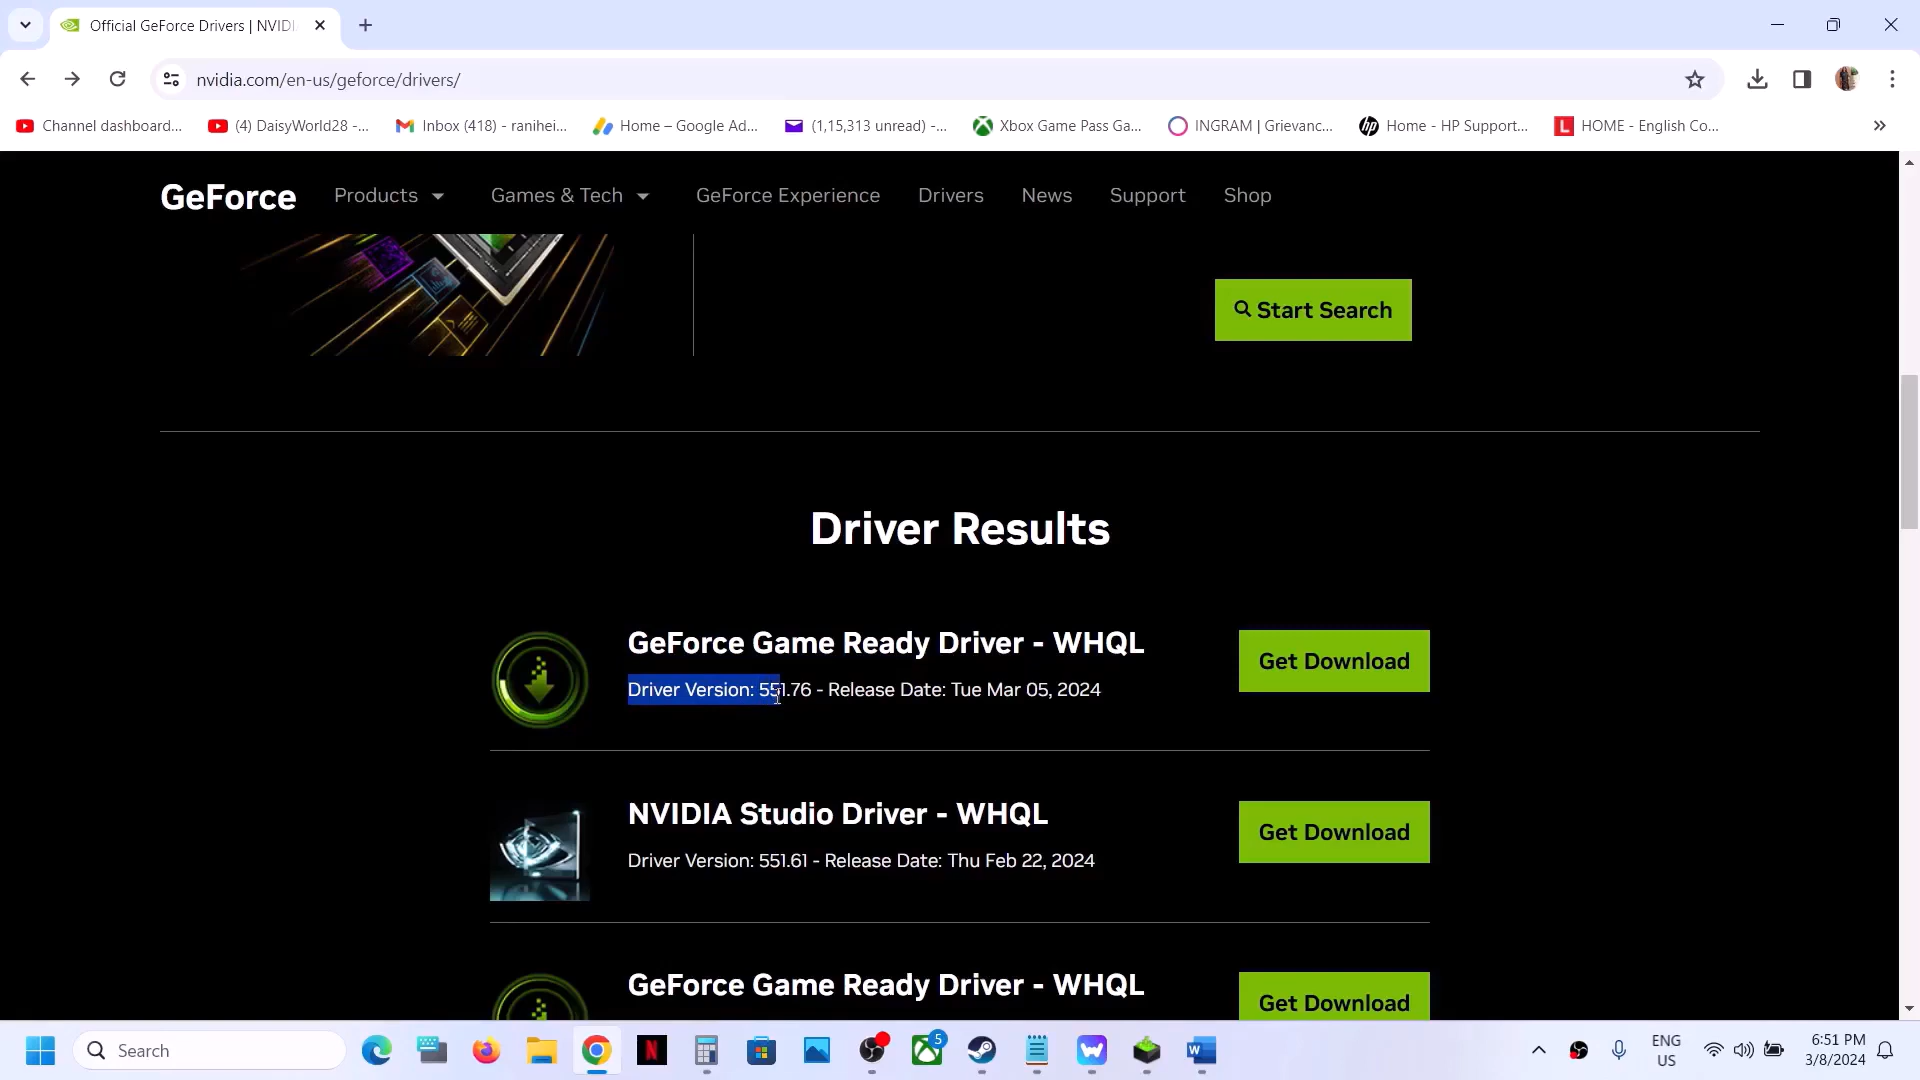 Official GeForce Drivers | NVIDI
nvidia.com/en-us/geforce/drivers/
Channel dashboard...
(4) DaisyWorld28 -...
Inbox (418) - ranihei...
Home – Google Ad...
(1,15,313 unread) -...
Xbox Game Pass Ga...
INGRAM | Grievanc...
Home - HP Support...
HOME - English Co...
GeForce
Products
Games & Tech
GeForce Experience
Drivers
News
Support
Shop
Start Search
Driver Results
GeForce Game Ready Driver - WHQL
Driver Version: 551.76 - Release Date: Tue Mar 05, 2024
Get Download
NVIDIA Studio Driver - WHQL
Driver Version: 551.61 - Release Date: Thu Feb 22, 2024
Get Download
GeForce Game Ready Driver - WHQL
Get Download
Search
5
ENG
US
6:51 PM
3/8/2024